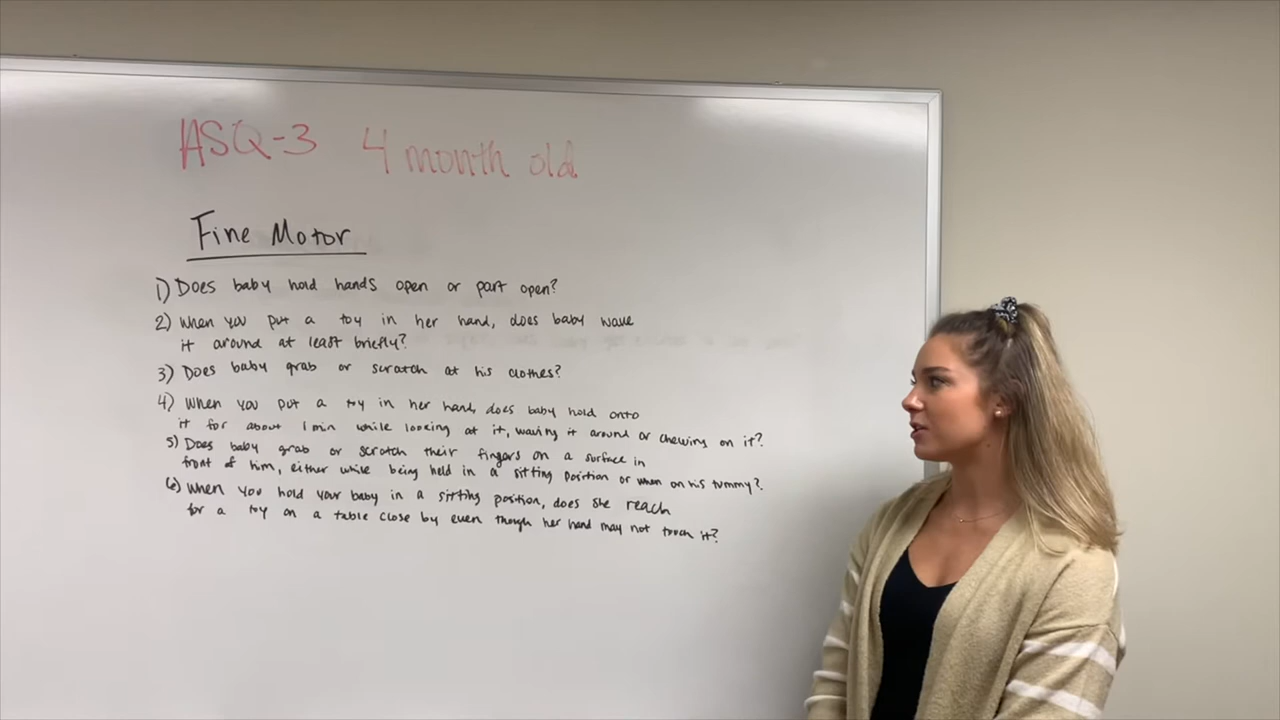 ASQ-3 4 month old
Fine Motor
1) Does baby hold hands open or part open?
2) When you put a toy in her hand, does baby wave
it around at least briefly?
3) Does baby grab or scratch at his clothes?
4) When you put a toy in her hand, does baby hold onto
it for about 1 min while looking at it, waving it around or chewing on it?
5) Does baby grab or scratch their fingers on a surface in
front of him, either while being held in a sitting position or when on his tummy?
6) When you hold your baby in a sitting position, does she reach
for a toy on a table close by even though her hand may not touch it?